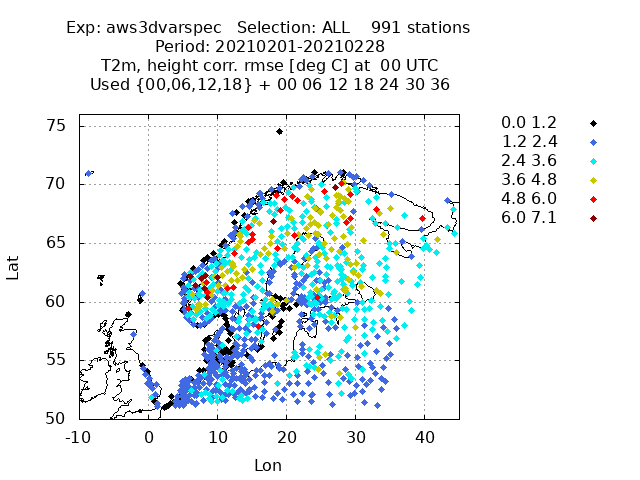 Exp: aws3dvarspec   Selection: ALL    991 stations
Period: 20210201-20210228
T2m, height corr. rmse [deg C] at  00 UTC
Used {00,06,12,18} + 00 06 12 18 24 30 36
0.0 1.2
1.2 2.4
2.4 3.6
3.6 4.8
4.8 6.0
6.0 7.1
Lat
75
70
65
60
55
50
-10 0 10 20 30 40
Lon